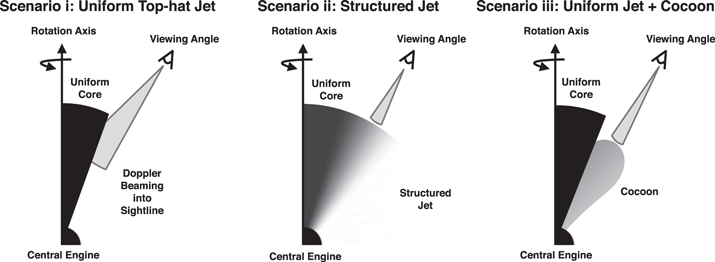 Scenario i: Uniform Top-hat Jet
Rotation Axis
Viewing Angle
Uniform
Core
Doppler
Beaming
into
Sightline
Central Engine
Scenario ii: Structured Jet
Rotation Axis
Viewing Angle
Uniform
Core
Structured
Jet
Central Engine
Scenario iii: Uniform Jet + Cocoon
Rotation Axis
Viewing Angle
Uniform
Core
Cocoon
Central Engine